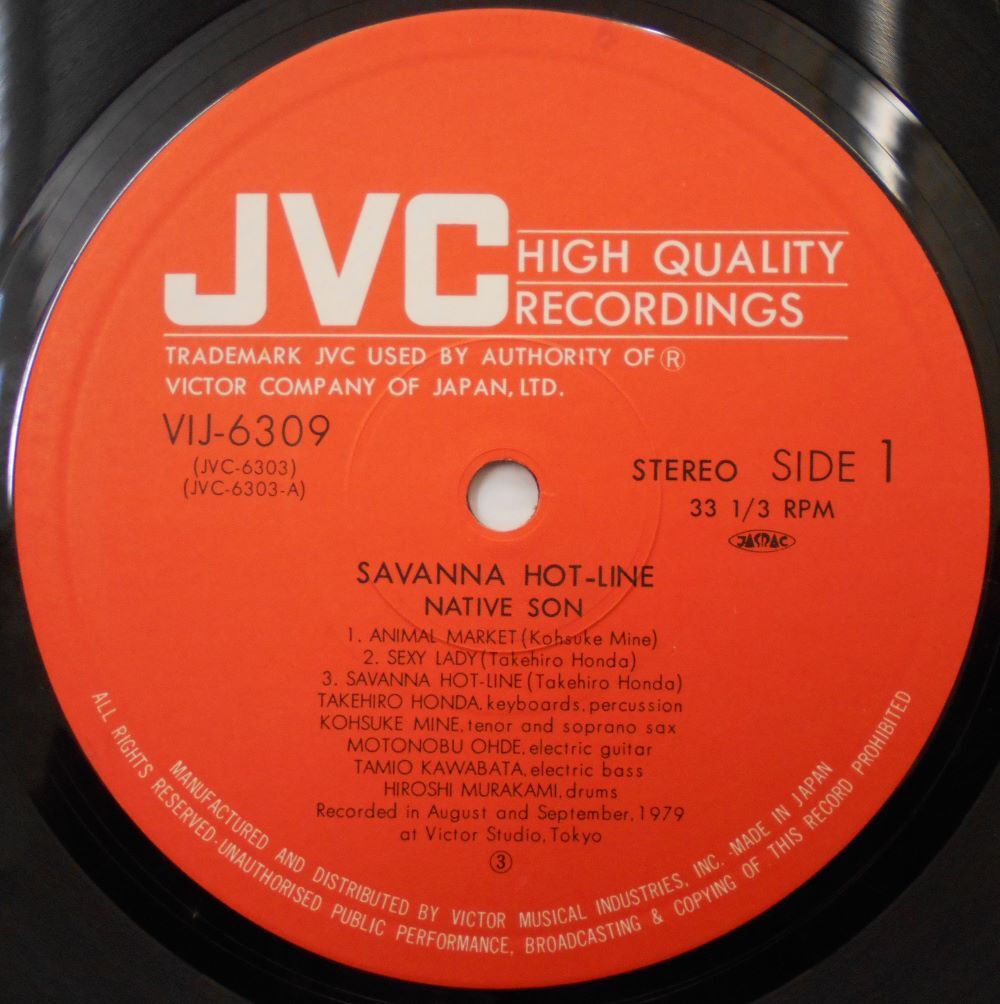 JVC HIGH QUALITY
RECORDINGS
TRADEMARK JVC USED BY AUTHORITY OF Ⓡ
VICTOR COMPANY OF JAPAN, LTD.
VIJ-6309
(JVC-6303)
(JVC-6303-A)
STEREO SIDE 1
33 1/3 RPM
JASRAC
SAVANNA HOT-LINE
NATIVE SON
1. ANIMAL MARKET (Kohsuke Mine)
2. SEXY LADY (Takehiro Honda)
3. SAVANNA HOT-LINE (Takehiro Honda)
TAKEHIRO HONDA, keyboards, percussion
KOHSUKE MINE, tenor and soprano sax
MOTONOBU OHDE, electric guitar
TAMIO KAWABATA, electric bass
HIROSHI MURAKAMI, drums
Recorded in August and September, 1979
at Victor Studio, Tokyo
③
MANUFACTURED AND DISTRIBUTED BY VICTOR MUSICAL INDUSTRIES, INC. - MADE IN JAPAN
ALL RIGHTS RESERVED-UNAUTHORISED PUBLIC PERFORMANCE, BROADCASTING & COPYING OF THIS RECORD PROHIBITED